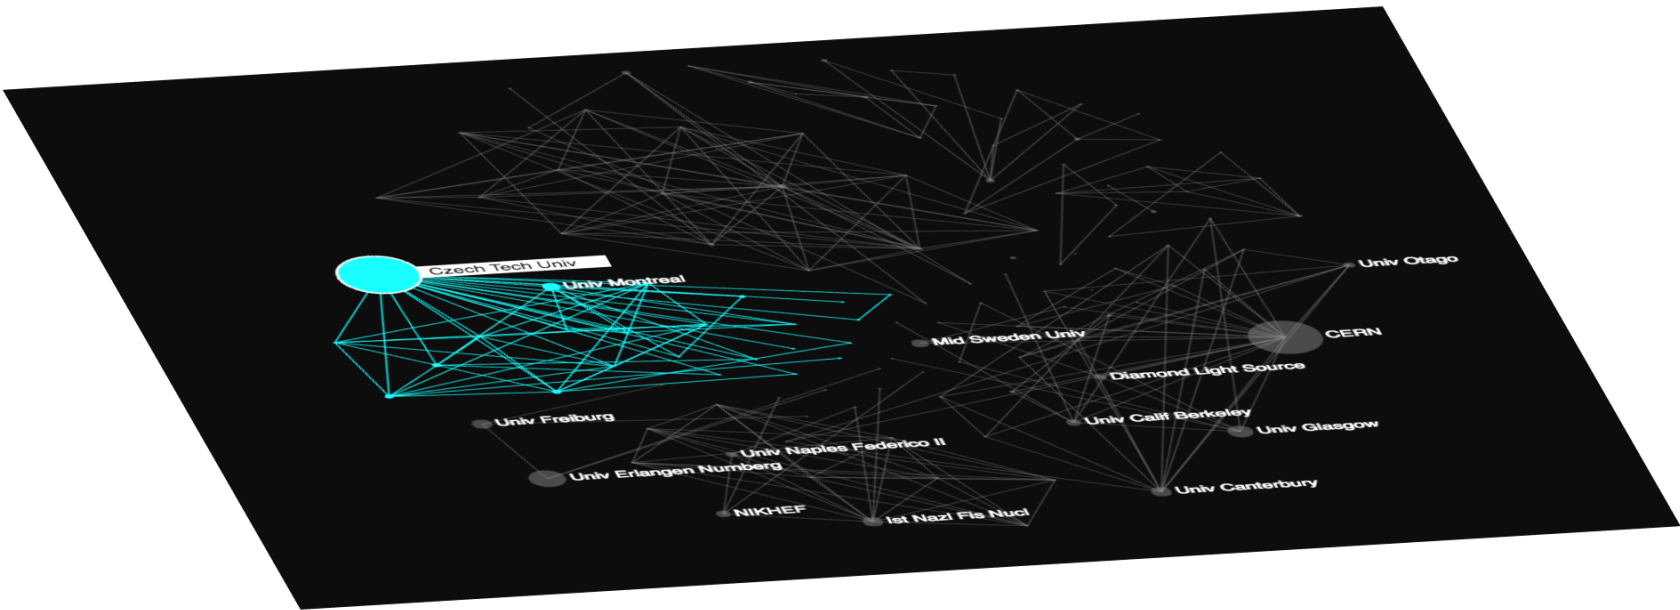 Czech Tech Univ
Univ Montreal
Univ Otago
Mid Sweden Univ
CERN
Diamond Light Source
Univ Freiburg
Univ Calif Berkeley
Univ Glasgow
Univ Naples Federico II
Univ Erlangen Nurnberg
Univ Canterbury
NIKHEF
Ist Nazl Fis Nucl